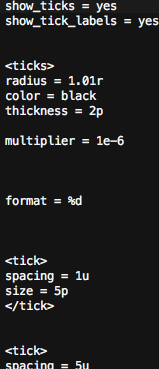 show_ticks = yes
show_tick_labels = yes
<ticks>
radius = 1.01r
color = black
thickness = 2p
multiplier = 1e-6
format = %d
<tick>
spacing = 1u
size = 5p
</tick>
<tick>
spacing = 5u